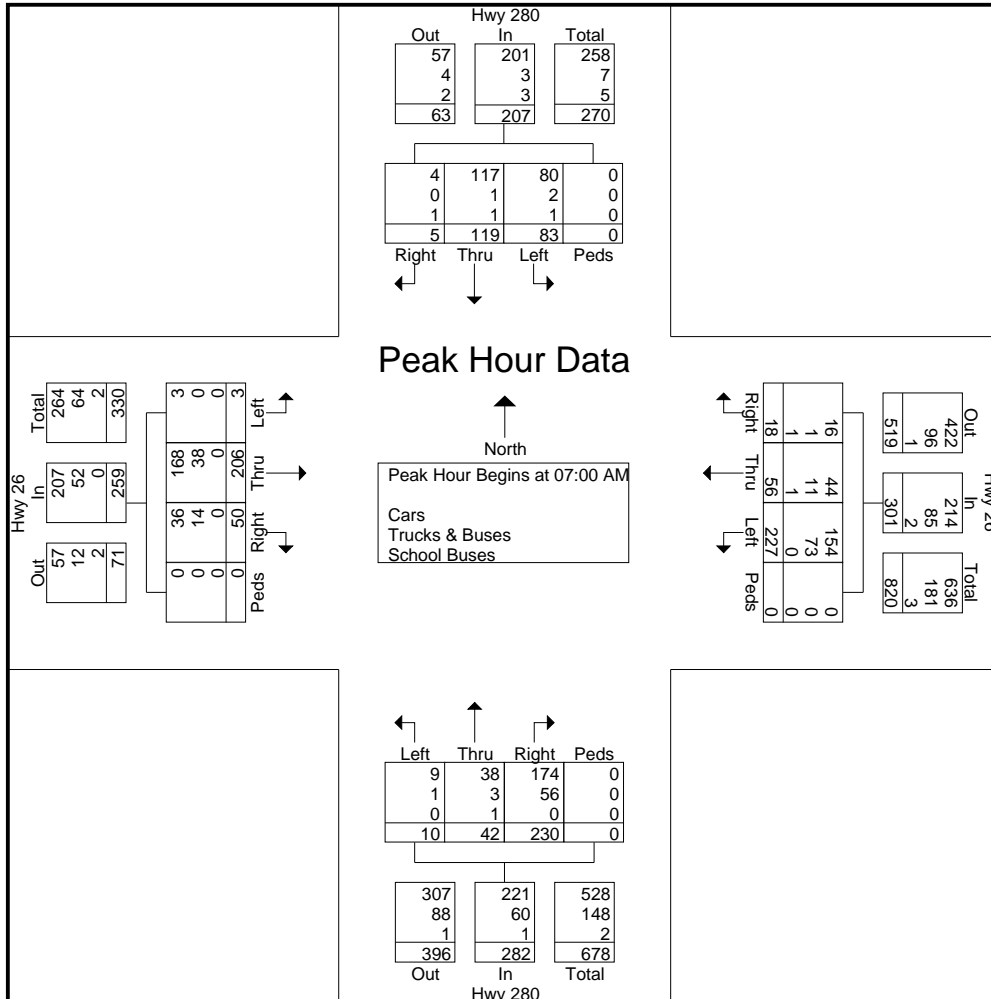 Hwy 280
Out In Total
57 201 258
4 3 7
2 3 5
63 207 270
4 117 80 0
0 1 2 0
1 1 1 0
5 119 83 0
Right Thru Left Peds
Peak Hour Data
North
Peak Hour Begins at 07:00 AM
Cars
Trucks & Buses
School Buses
Hwy 26
Out In Total
57 207 264
12 52 64
2 0 2
71 259 330
Left Thru Right Peds
3 168 36 0
0 38 14 0
0 0 0 0
3 206 50 0
Right Thru Left Peds
16 44 154 0
1 11 73 0
1 1 0 0
18 56 227 0
Out In Total
422 214 636
96 85 181
1 2 3
519 301 820
Hwy 26
Left Thru Right Peds
9 38 174 0
1 3 56 0
0 1 0 0
10 42 230 0
307 221 528
88 60 148
1 1 2
396 282 678
Out In Total
Hwy 280